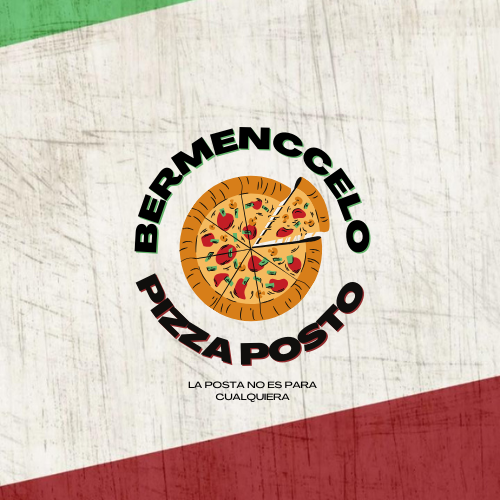 BERMENCCELO
PIZZA POSTO
LA POSTA NO ES PARA
CUALQUIERA